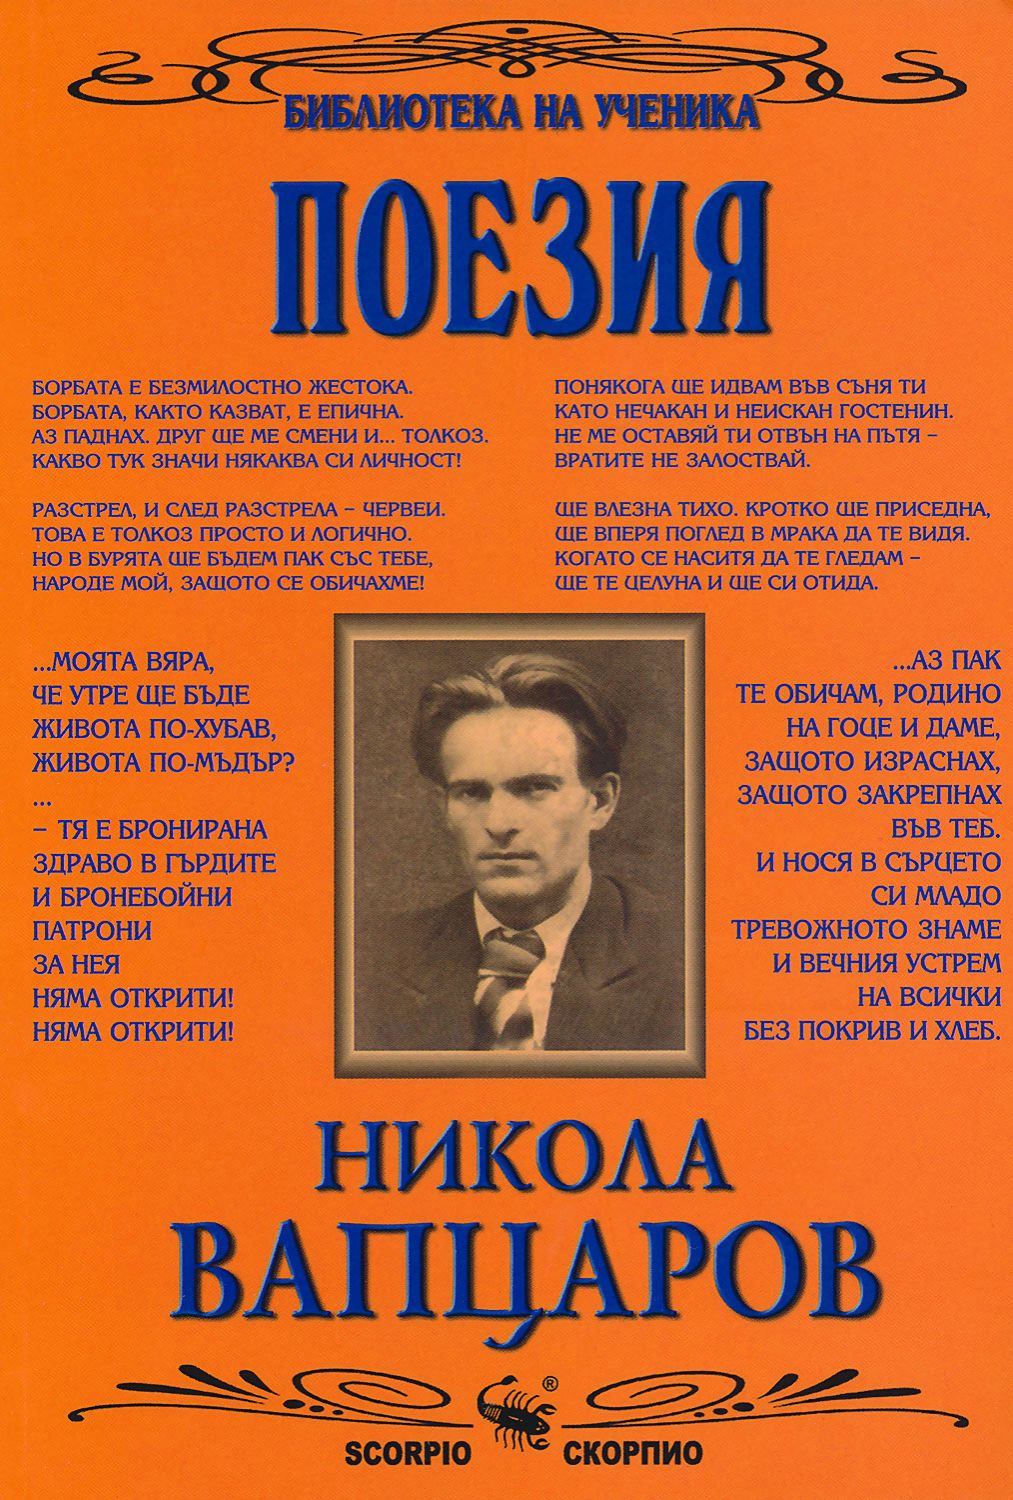 БИБЛИОТЕКА НА УЧЕНИКА
ПОЕЗИЯ
БОРБАТА Е БЕЗМИЛОСТНО ЖЕСТОКА.
БОРБАТА, КАКТО КАЗВАТ, Е ЕПИЧНА.
АЗ ПАДНАХ. ДРУГ ЩЕ МЕ СМЕНИ И... ТОЛКОЗ.
КАКВО ТУК ЗНАЧИ НЯКАКВА СИ ЛИЧНОСТ!
РАЗСТРЕЛ, И СЛЕД РАЗСТРЕЛА – ЧЕРВЕИ.
ТОВА Е ТОЛКОЗ ПРОСТО И ЛОГИЧНО.
НО В БУРЯТА ЩЕ БЪДЕМ ПАК СЪС ТЕБЕ,
НАРОДЕ МОЙ, ЗАЩОТО СЕ ОБИЧАХМЕ!
ПОНЯКОГА ЩЕ ИДВАМ ВЪВ СЪНЯ ТИ
КАТО НЕЧАКАН И НЕИСКАН ГОСТЕНИН.
НЕ МЕ ОСТАВЯЙ ТИ ОТВЪН НА ПЪТЯ –
ВРАТИТЕ НЕ ЗАЛОСТВАЙ.
ЩЕ ВЛЕЗНА ТИХО. КРОТКО ЩЕ ПРИСЕДНА,
ЩЕ ВПЕРЯ ПОГЛЕД В МРАКА ДА ТЕ ВИДЯ.
КОГАТО СЕ НАСИТЯ ДА ТЕ ГЛЕДАМ –
ЩЕ ТЕ ЦЕЛУНА И ЩЕ СИ ОТИДА.
...МОЯТА ВЯРА,
ЧЕ УТРЕ ЩЕ БЪДЕ
ЖИВОТА ПО-ХУБАВ,
ЖИВОТА ПО-МЪДЪР?
...
– ТЯ Е БРОНИРАНА
ЗДРАВО В ГЪРДИТЕ
И БРОНЕБОЙНИ
ПАТРОНИ
ЗА НЕЯ
НЯМА ОТКРИТИ!
НЯМА ОТКРИТИ!
...АЗ ПАК
ТЕ ОБИЧАМ, РОДИНО
НА ГОЦЕ И ДАМЕ,
ЗАЩОТО ИЗРАСНАХ,
ЗАЩОТО ЗАКРЕПНАХ
ВЪВ ТЕБ.
И НОСЯ В СЪРЦЕТО
СИ МЛАДО
ТРЕВОЖНОТО ЗНАМЕ
И ВЕЧНИЯ УСТРЕМ
НА ВСИЧКИ
БЕЗ ПОКРИВ И ХЛЕБ.
НИКОЛА
ВАПЦАРОВ
®
SCORPIO СКОРПИО